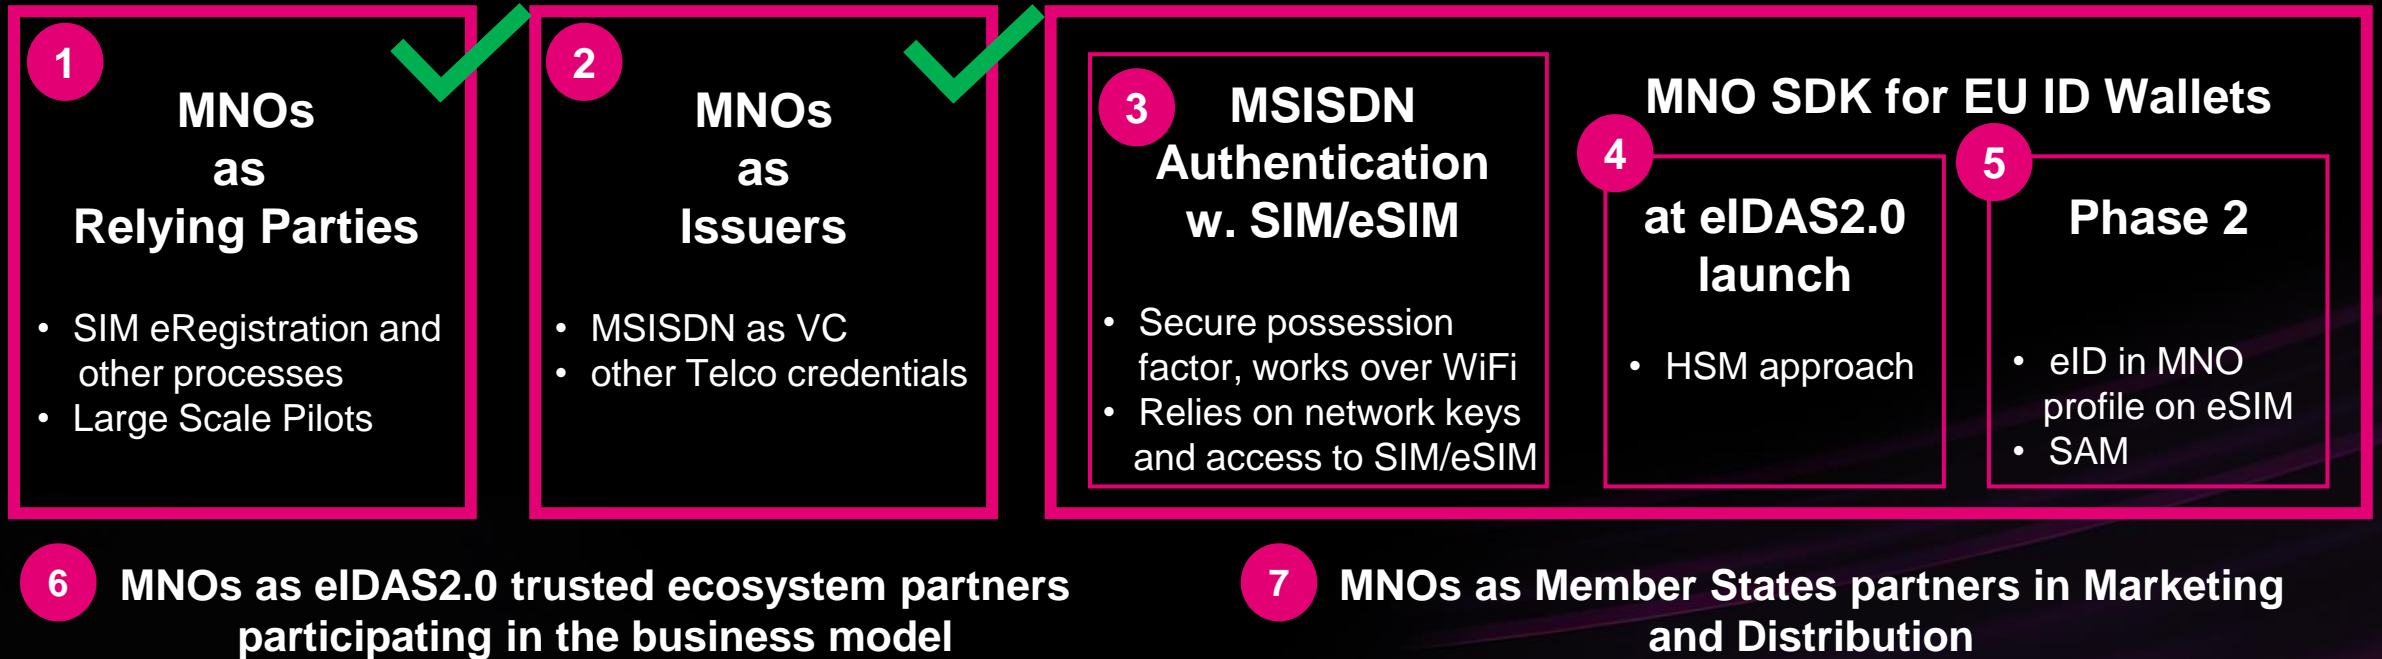 1
MNOs
as
Relying Parties
• SIM eRegistration and
other processes
• Large Scale Pilots
2
MNOs
as
Issuers
• MSISDN as VC
• other Telco credentials
3
MSISDN
Authentication
w. SIM/eSIM
• Secure possession
factor, works over WiFi
• Relies on network keys
and access to SIM/eSIM
MNO SDK for EU ID Wallets
4
at eIDAS2.0
launch
• HSM approach
5
Phase 2
• eID in MNO
profile on eSIM
• SAM
6
MNOs as eIDAS2.0 trusted ecosystem partners
participating in the business model
7
MNOs as Member States partners in Marketing
and Distribution